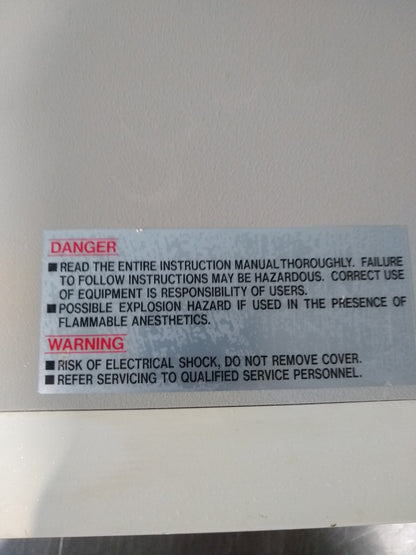 DANGER
■ READ THE ENTIRE INSTRUCTION MANUAL THOROUGHLY. FAILURE
TO FOLLOW INSTRUCTIONS MAY BE HAZARDOUS. CORRECT USE
OF EQUIPMENT IS RESPONSIBILITY OF USERS.
■ POSSIBLE EXPLOSION HAZARD IF USED IN THE PRESENCE OF
FLAMMABLE ANESTHETICS.
WARNING
■ RISK OF ELECTRICAL SHOCK, DO NOT REMOVE COVER.
■ REFER SERVICING TO QUALIFIED SERVICE PERSONNEL.